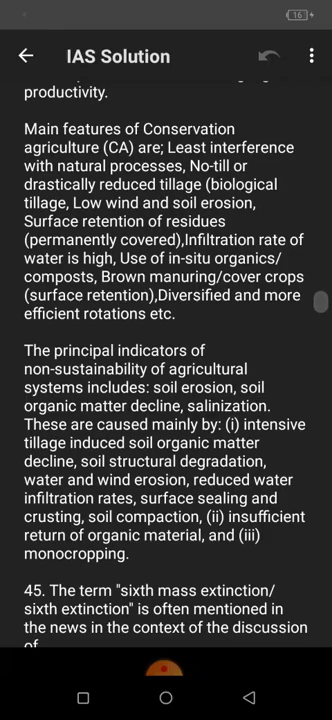 16
IAS Solution
productivity.
Main features of Conservation
agriculture (CA) are; Least interference
with natural processes, No-till or
drastically reduced tillage (biological
tillage, Low wind and soil erosion,
Surface retention of residues
(permanently covered),Infiltration rate of
water is high, Use of in-situ organics/
composts, Brown manuring/cover crops
(surface retention),Diversified and more
efficient rotations etc.
The principal indicators of
non-sustainability of agricultural
systems includes: soil erosion, soil
organic matter decline, salinization.
These are caused mainly by: (i) intensive
tillage induced soil organic matter
decline, soil structural degradation,
water and wind erosion, reduced water
infiltration rates, surface sealing and
crusting, soil compaction, (ii) insufficient
return of organic material, and (iii)
monocropping.
45. The term "sixth mass extinction/
sixth extinction" is often mentioned in
the news in the context of the discussion
of